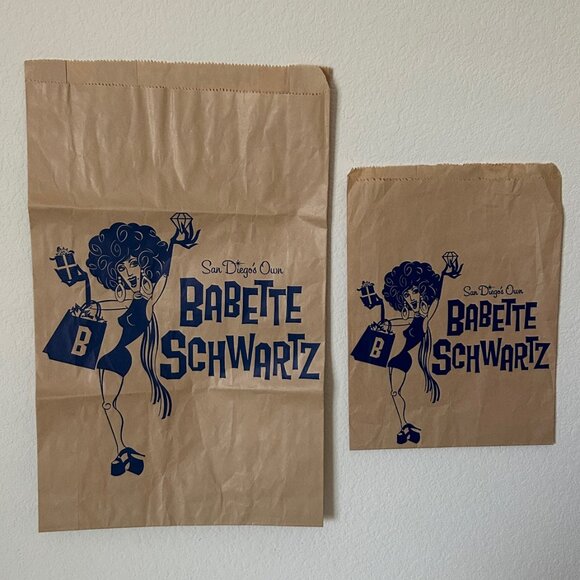 San Diego's Own
BABETTE
SCHWARTZ
B
San Diego's Own
BABETTE
SCHWARTZ
B